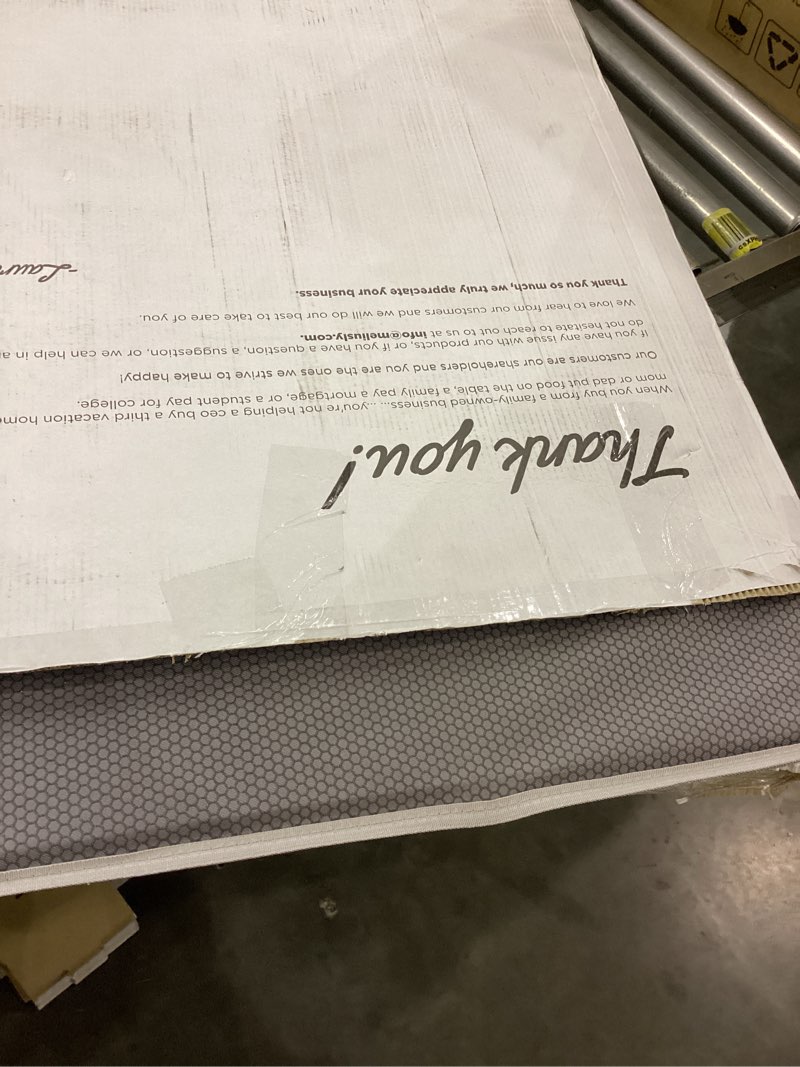 Thank you!
When you buy from a family-owned business... ...you're not helping a ceo buy a third vacation
mom or dad put food on the table, a family pay a mortgage, or a student pay for college.
Our customers are our shareholders and you are the ones we strive to make happy!
If you have any issue with our products, or if you have a question, a suggestion, or we can help in
do not hesitate to reach out to us at info@mellusly.com.
We love to hear from our customers and we will do our best to take care of you.
Thank you so much, we truly appreciate your business.